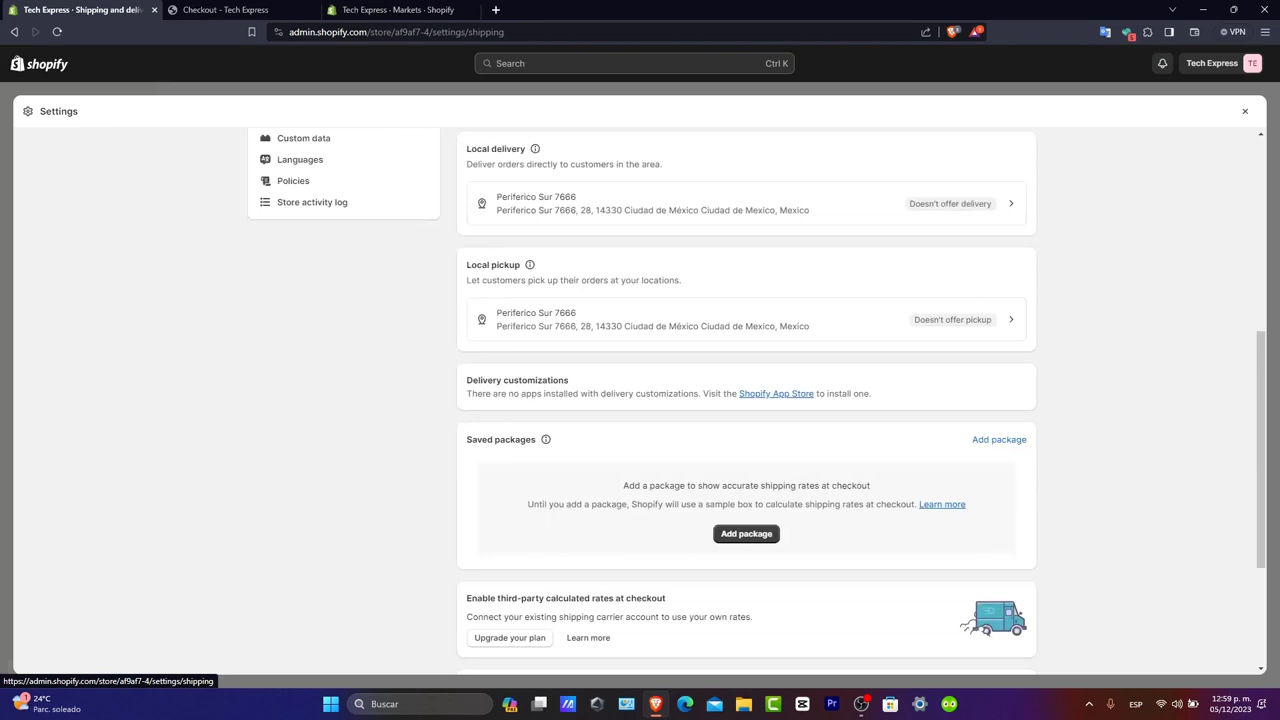 Tech Express · Shipping and deli
Checkout - Tech Express
Tech Express - Markets · Shopify
admin.shopify.com/store/af9af7-4/settings/shipping
VPN
shopify
Search
Ctrl K
Tech Express
TE
Settings
Custom data
Languages
Policies
Store activity log
Local delivery
Deliver orders directly to customers in the area.
Periferico Sur 7666
Periferico Sur 7666, 28, 14330 Ciudad de México Ciudad de Mexico, Mexico
Doesn't offer delivery
Local pickup
Let customers pick up their orders at your locations.
Periferico Sur 7666
Periferico Sur 7666, 28, 14330 Ciudad de México Ciudad de Mexico, Mexico
Doesn't offer pickup
Delivery customizations
There are no apps installed with delivery customizations. Visit the Shopify App Store to install one.
Saved packages
Add package
Add a package to show accurate shipping rates at checkout
Until you add a package, Shopify will use a sample box to calculate shipping rates at checkout. Learn more
Add package
Enable third-party calculated rates at checkout
Connect your existing shipping carrier account to use your own rates.
Upgrade your plan
Learn more
https://admin.shopify.com/store/af9af7-4/settings/shipping
24°C
Parc. soleado
Buscar
ESP
12:59 p. m.
05/12/2023